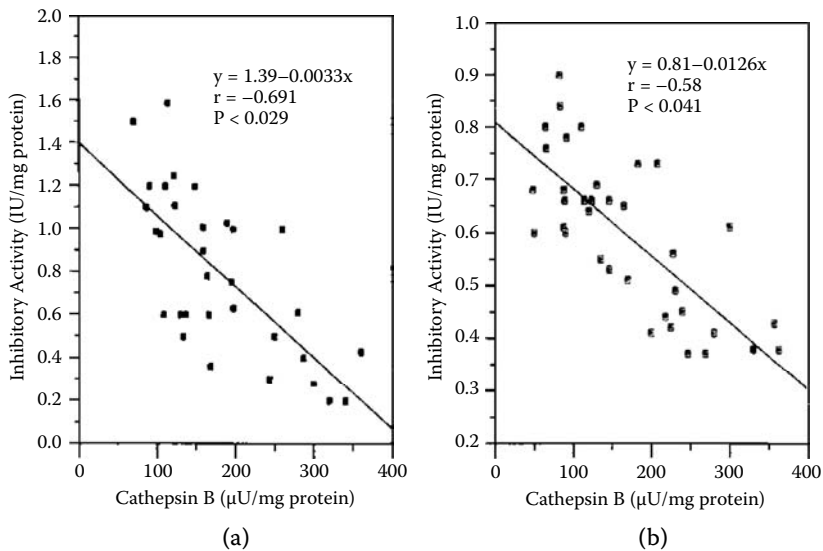 2.0
1.8
1.6
1.4
1.2
1.0
0.8
0.6
0.4
0.2
0.0
Inhibitory Activity (IU/mg protein)
y = 1.39–0.0033x
r = –0.691
P < 0.029
0 100 200 300 400
Cathepsin B (μU/mg protein)
(a)
1.0
0.9
0.8
0.7
0.6
0.5
0.4
0.3
0.2
Inhibitory Activity (IU/mg protein)
y = 0.81–0.0126x
r = –0.58
P < 0.041
0 100 200 300 400
Cathepsin B (μU/mg protein)
(b)